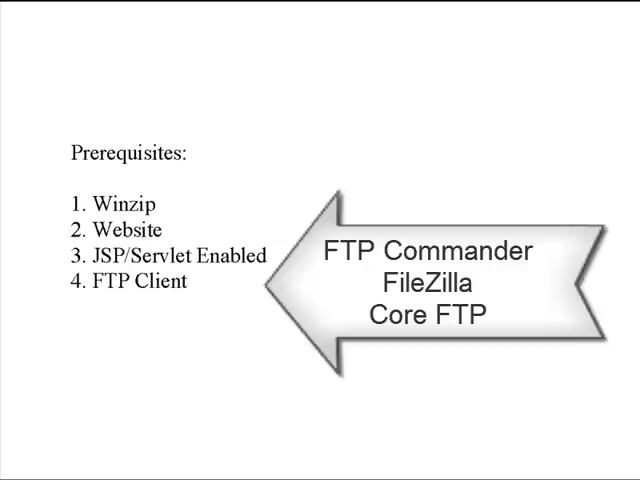 Prerequisites:
1. Winzip
2. Website
3. JSP/Servlet Enabled
4. FTP Client
FTP Commander
FileZilla
Core FTP